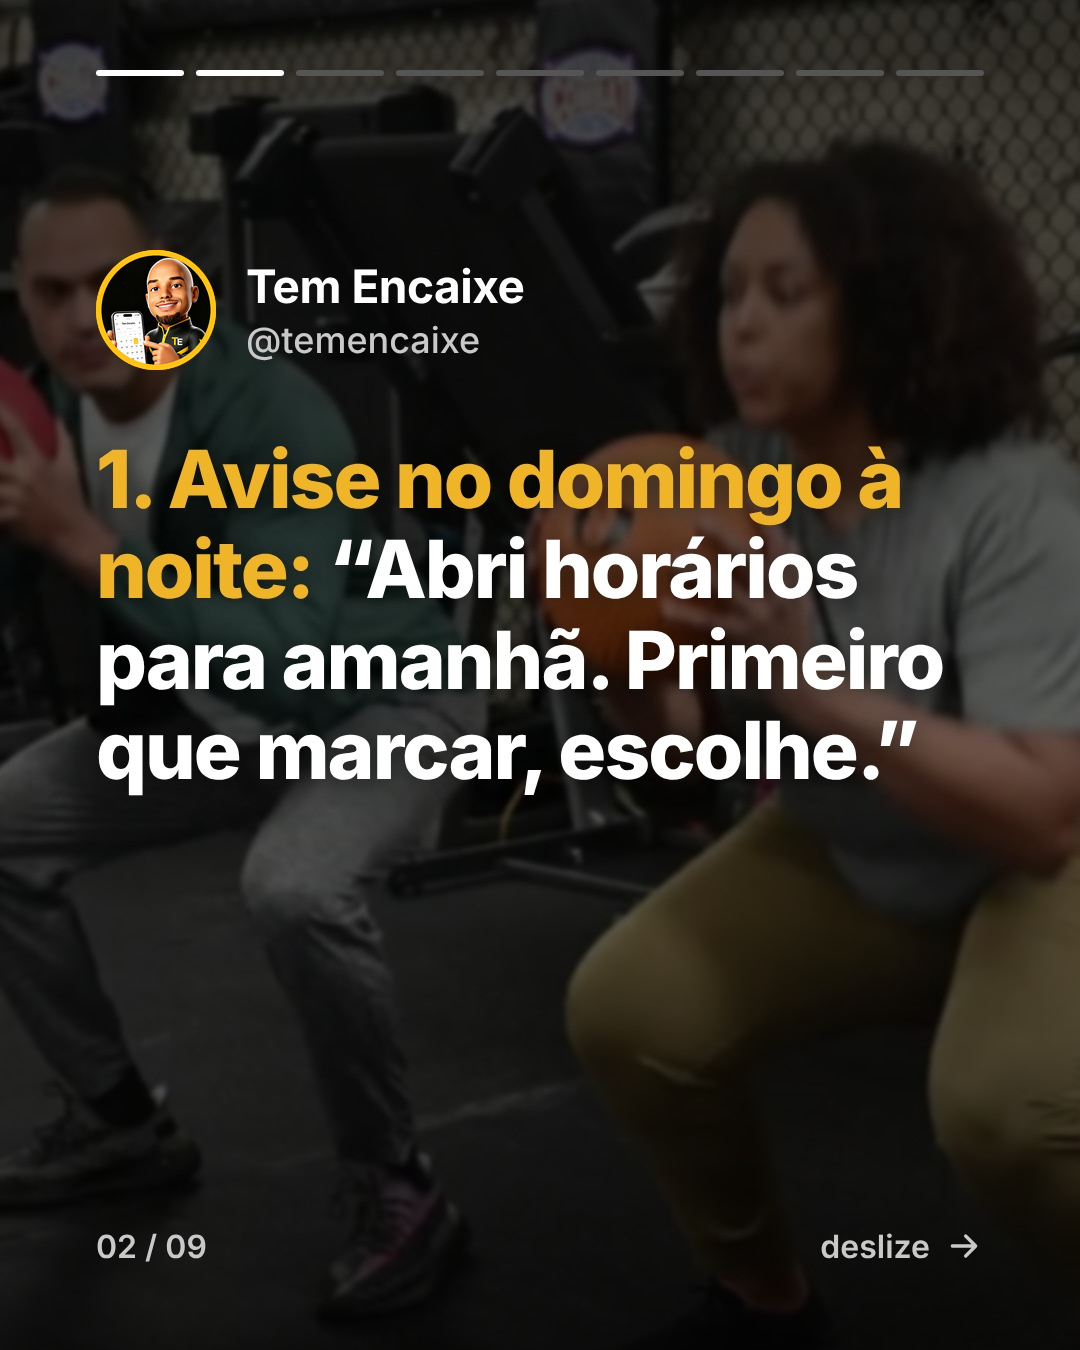 Tem Encaixe
@temencaixe
1. Avise no domingo à
noite: “Abri horários
para amanhã. Primeiro
que marcar, escolhe.”
02 / 09
deslize →